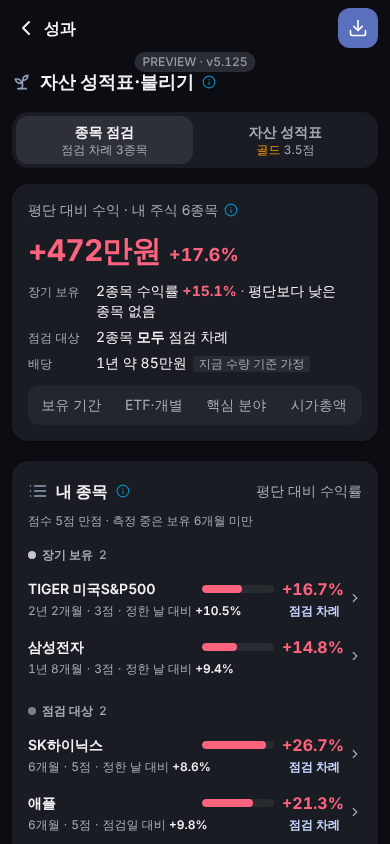 성과
PREVIEW · v5.125
자산 성적표·불리기
종목 점검
점검 차례 3종목
자산 성적표
골드 3.5점
평단 대비 수익 · 내 주식 6종목
+472만원 +17.6%
장기 보유 2종목 수익률 +15.1% · 평단보다 낮은
종목 없음
점검 대상 2종목 모두 점검 차례
배당 1년 약 85만원 지금 수량 기준 가정
보유 기간 ETF·개별 핵심 분야 시가총액
내 종목 평단 대비 수익률
점수 5점 만점 · 측정 중은 보유 6개월 미만
장기 보유 2
TIGER 미국S&P500 +16.7%
2년 2개월 · 3점 · 정한 날 대비 +10.5% 점검 차례
삼성전자 +14.8%
1년 8개월 · 3점 · 정한 날 대비 +9.4%
점검 대상 2
SK하이닉스 +26.7%
6개월 · 5점 · 정한 날 대비 +8.6% 점검 차례
애플 +21.3%
6개월 · 5점 · 점검일 대비 +9.8% 점검 차례